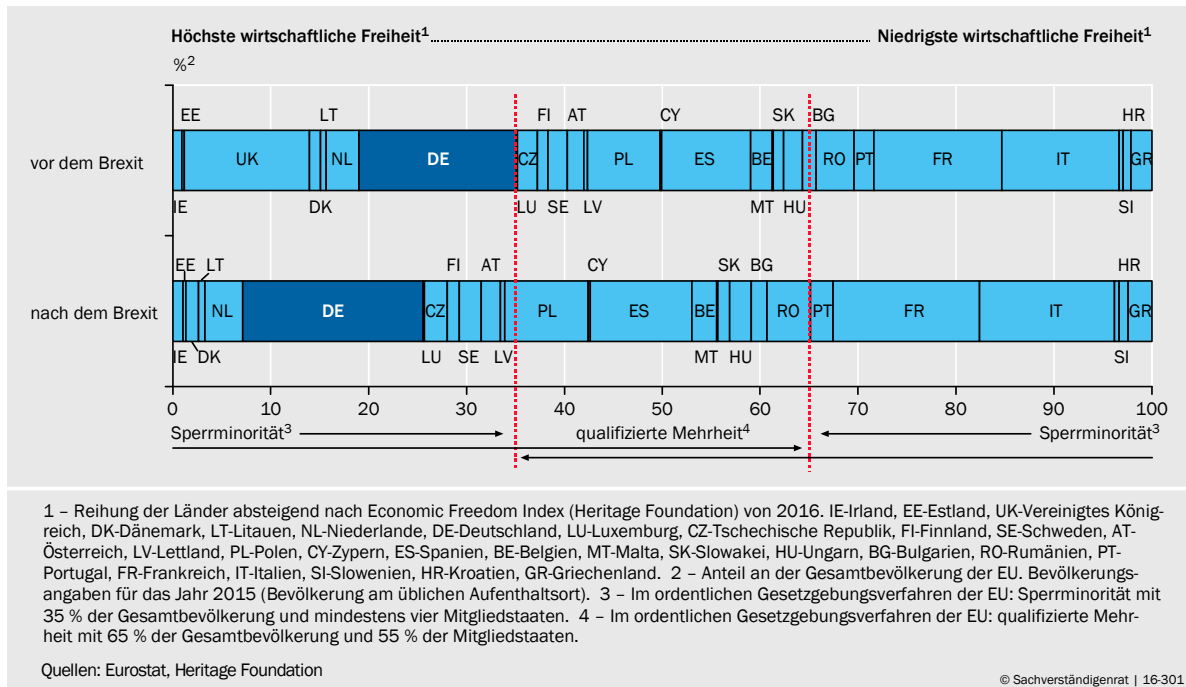 Höchste wirtschaftliche Freiheit1 Niedrigste wirtschaftliche Freiheit1
%2
EE LT FI AT CY SK BG HR
vor dem Brexit UK NL DE CZ PL ES BE RO PT FR IT GR
IE DK LU SE LV MT HU SI
EE LT FI AT CY SK BG HR
nach dem Brexit NL DE CZ PL ES BE RO PT FR IT GR
IE DK LU SE LV MT HU SI
0 10 20 30 40 50 60 70 80 90 100
Sperrminorität3 qualifizierte Mehrheit4 Sperrminorität3
1 – Reihung der Länder absteigend nach Economic Freedom Index (Heritage Foundation) von 2016. IE-Irland, EE-Estland, UK-Vereinigtes König-
reich, DK-Dänemark, LT-Litauen, NL-Niederlande, DE-Deutschland, LU-Luxemburg, CZ-Tschechische Republik, FI-Finnland, SE-Schweden, AT-
Österreich, LV-Lettland, PL-Polen, CY-Zypern, ES-Spanien, BE-Belgien, MT-Malta, SK-Slowakei, HU-Ungarn, BG-Bulgarien, RO-Rumänien, PT-
Portugal, FR-Frankreich, IT-Italien, SI-Slowenien, HR-Kroatien, GR-Griechenland. 2 – Anteil an der Gesamtbevölkerung der EU. Bevölkerungs-
angaben für das Jahr 2015 (Bevölkerung am üblichen Aufenthaltsort). 3 – Im ordentlichen Gesetzgebungsverfahren der EU: Sperrminorität mit
35 % der Gesamtbevölkerung und mindestens vier Mitgliedstaaten. 4 – Im ordentlichen Gesetzgebungsverfahren der EU: qualifizierte Mehr-
heit mit 65 % der Gesamtbevölkerung und 55 % der Mitgliedstaaten.
Quellen: Eurostat, Heritage Foundation
© Sachverständigenrat | 16-301